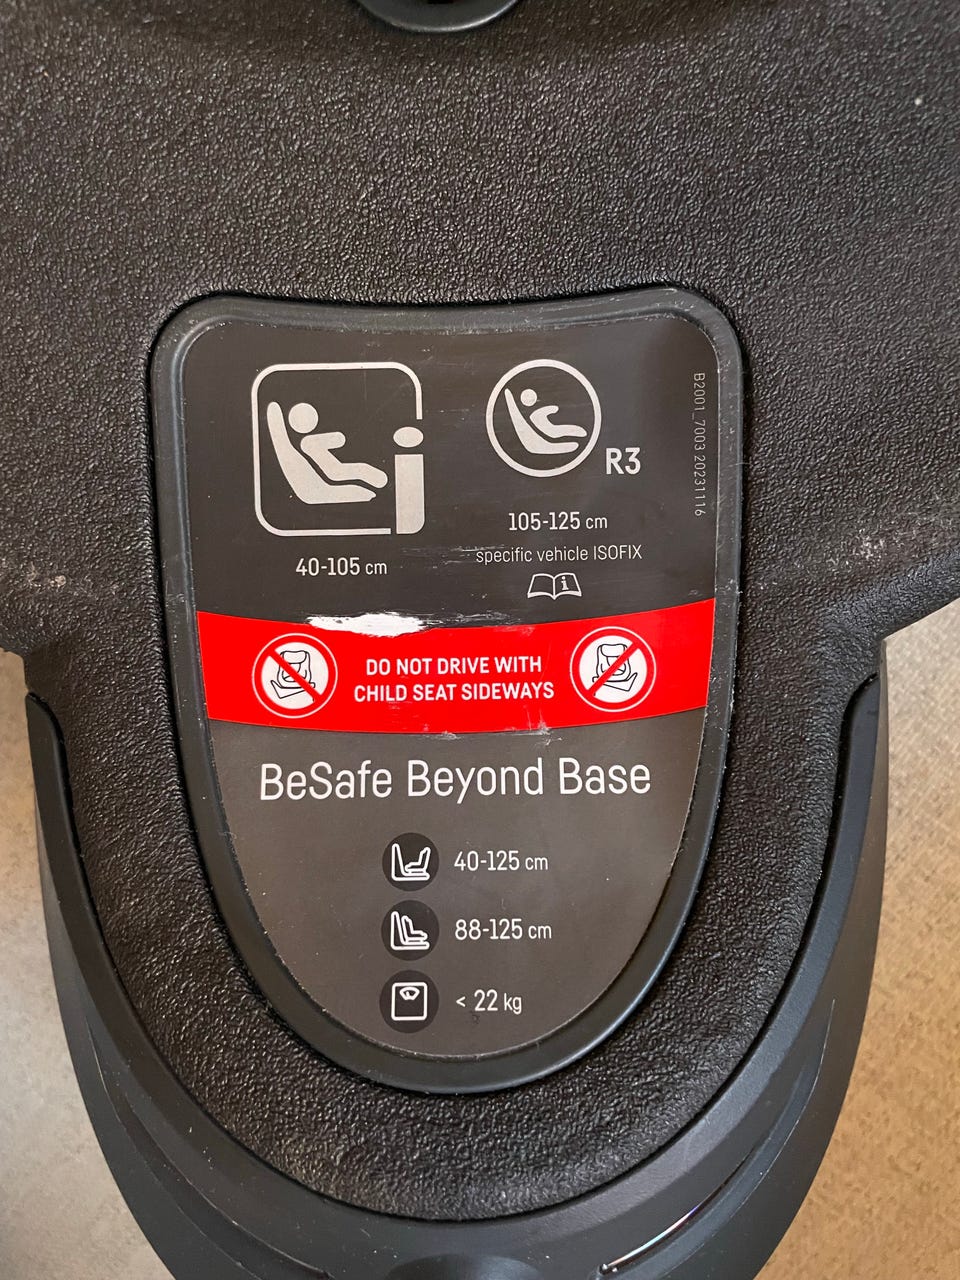 i
40-105 cm
R3
105-125 cm
specific vehicle ISOFIX
i
B2001_7003 20231116
DO NOT DRIVE WITH
CHILD SEAT SIDEWAYS
BeSafe Beyond Base
40-125 cm
88-125 cm
< 22 kg